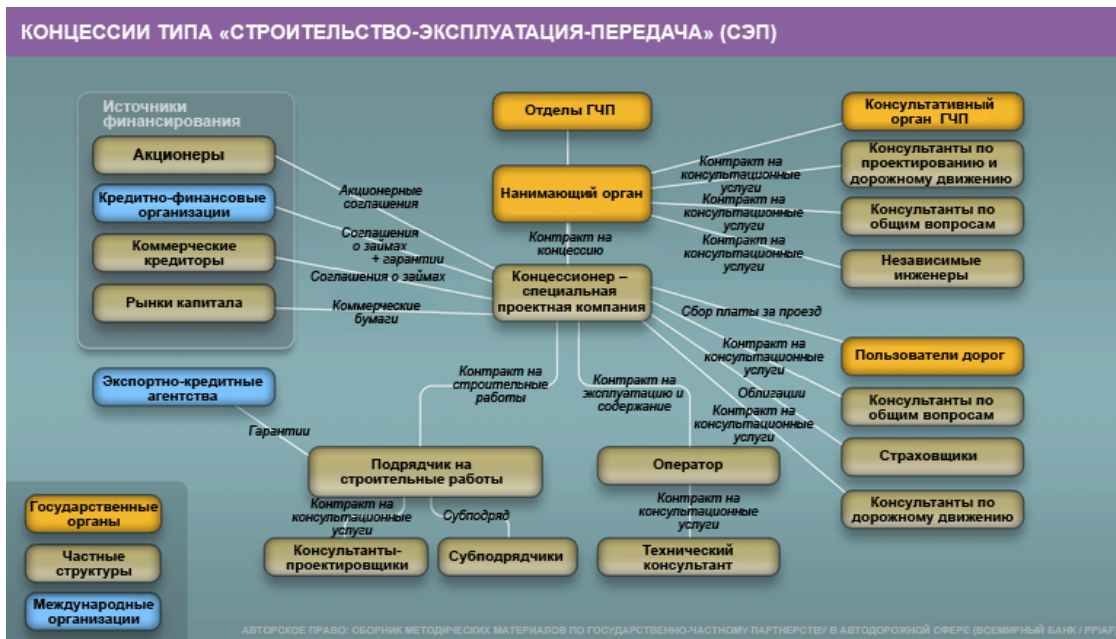 КОНЦЕССИИ ТИПА «СТРОИТЕЛЬСТВО-ЭКСПЛУАТАЦИЯ-ПЕРЕДАЧА» (СЭП)
Источники
финансирования
Акционеры
Кредитно-финансовые
организации
Коммерческие
кредиторы
Рынки капитала
Экспортно-кредитные
агентства
Гарантии
Акционерные
соглашения
Соглашения
о займах
+ гарантии
Соглашения о займах
Коммерческие
бумаги
Отделы ГЧП
Нанимающий орган
Контракт на
концессию
Концессионер –
специальная
проектная компания
Контракт на
консультационные
услуги
Контракт на
консультационные
услуги
Контракт на
консультационные
услуги
Консультативный
орган ГЧП
Консультанты по
проектированию и
дорожному движению
Консультанты по
общим вопросам
Независимые
инженеры
Сбор платы за проезд
Контракт на
консультационные
услуги
Облигации
Контракт на
консультационные
услуги
Пользователи дорог
Консультанты по
общим вопросам
Страховщики
Консультанты по
дорожному движению
Контракт на
строительные
работы
Контракт на
эксплуатацию и
содержание
Подрядчик на
строительные работы
Оператор
Контракт на
консультационные
услуги
Субподряд
Контракт на
консультационные
услуги
Консультанты-
проектировщики
Субподрядчики
Технический
консультант
Государственные
органы
Частные
структуры
Международные
организации
АВТОРСКОЕ ПРАВО: СБОРНИК МЕТОДИЧЕСКИХ МАТЕРИАЛОВ ПО ГОСУДАРСТВЕННО-ЧАСТНОМУ ПАРТНЕРСТВУ В АВТОДОРОЖНОЙ СФЕРЕ (ВСЕМИРНЫЙ БАНК / PPIAF